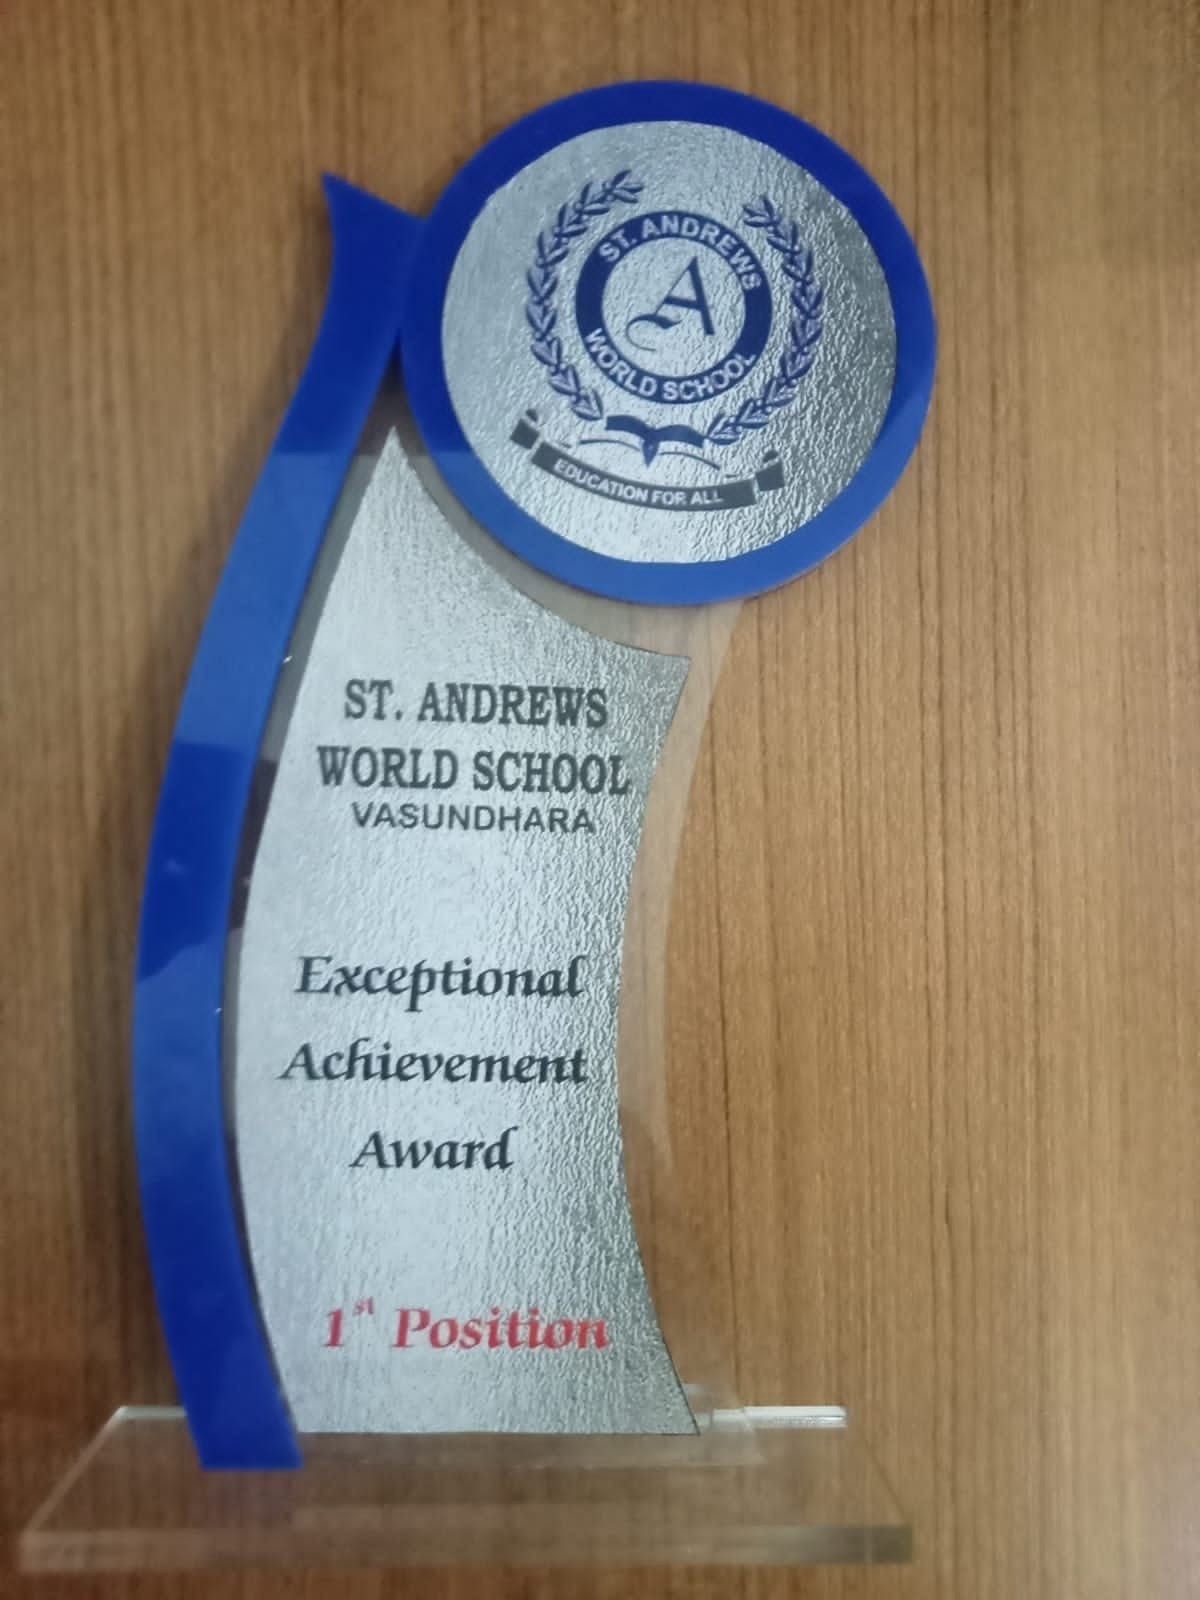 ST. ANDREWS
A
WORLD SCHOOL
EDUCATION FOR ALL
ST. ANDREWS
WORLD SCHOOL
VASUNDHARA
Exceptional
Achievement
Award
1st Position